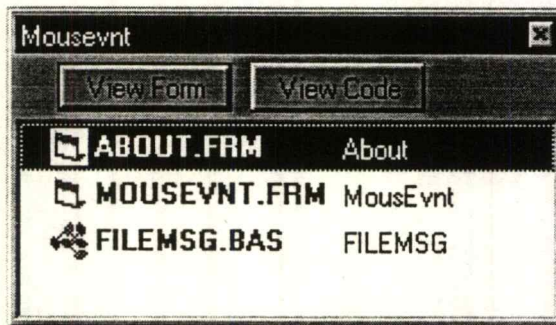 Mousevnt
View Form View Code
ABOUT.FRM About
MOUSEVNT.FRM MousEvnt
FILEMSG.BAS FILEMSG